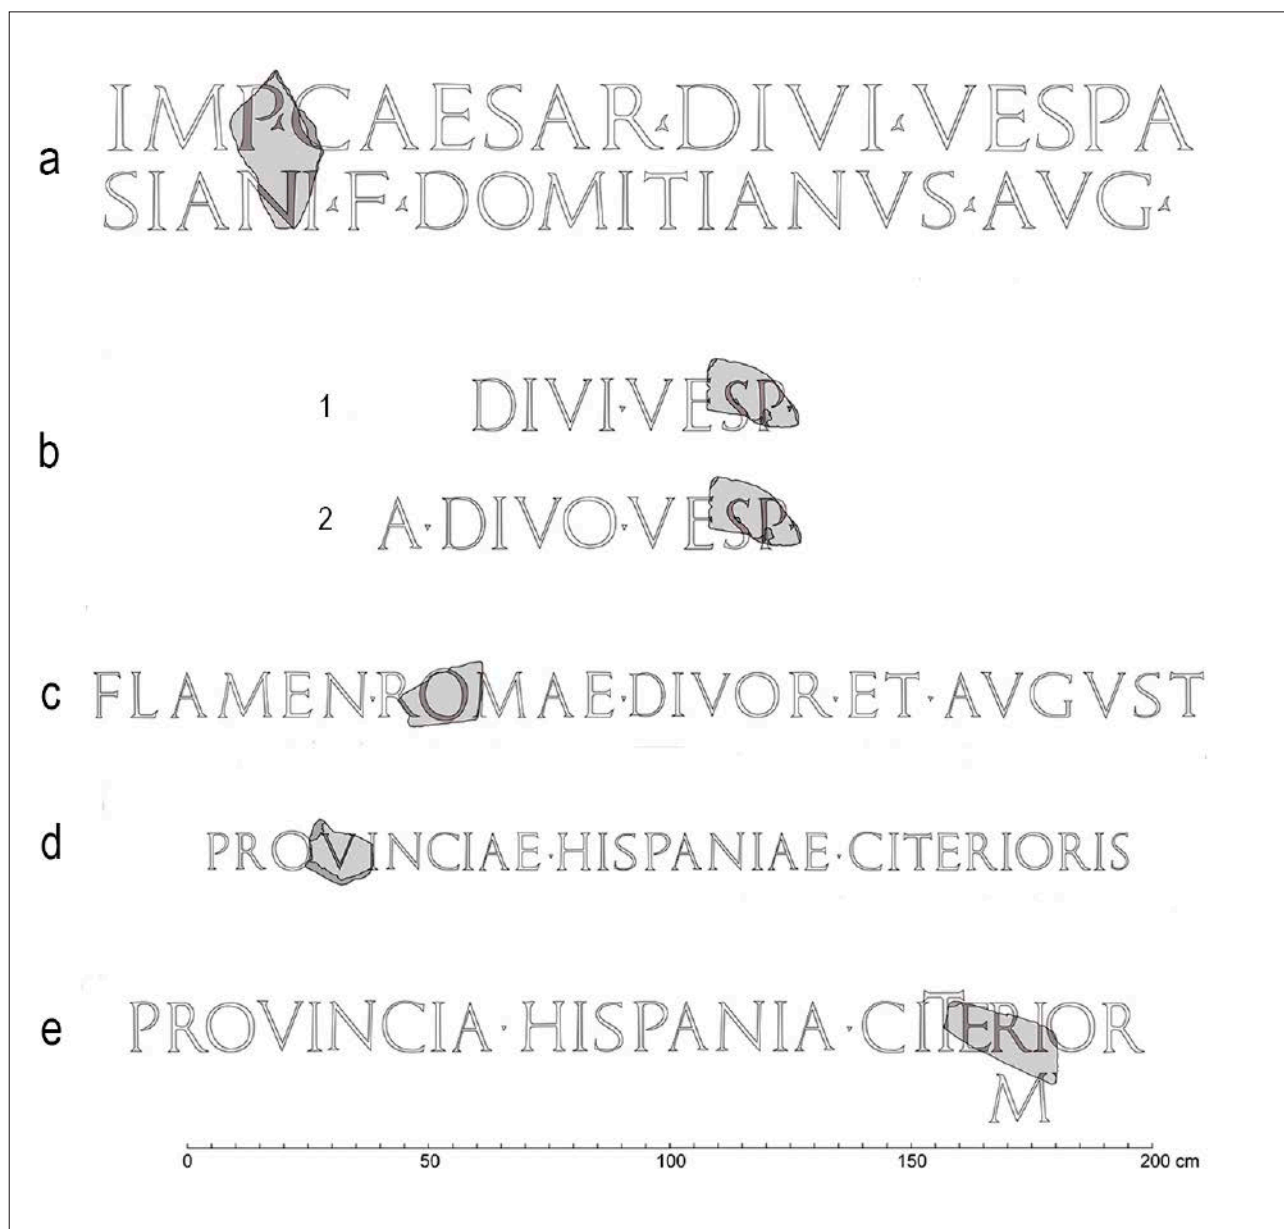 a
IMP·CAESAR·DIVI·VESPA
SIANI·F·DOMITIANVS·AVG·
b
1
DIVI·VESP
2
A·DIVO·VESP
c
FLAMEN·ROMAE·DIVOR·ET·AVGVST
d
PROVINCIAE·HISPANIAE·CITERIORIS
e
PROVINCIA·HISPANIA·CITERIOR
M
0 50 100 150 200 cm